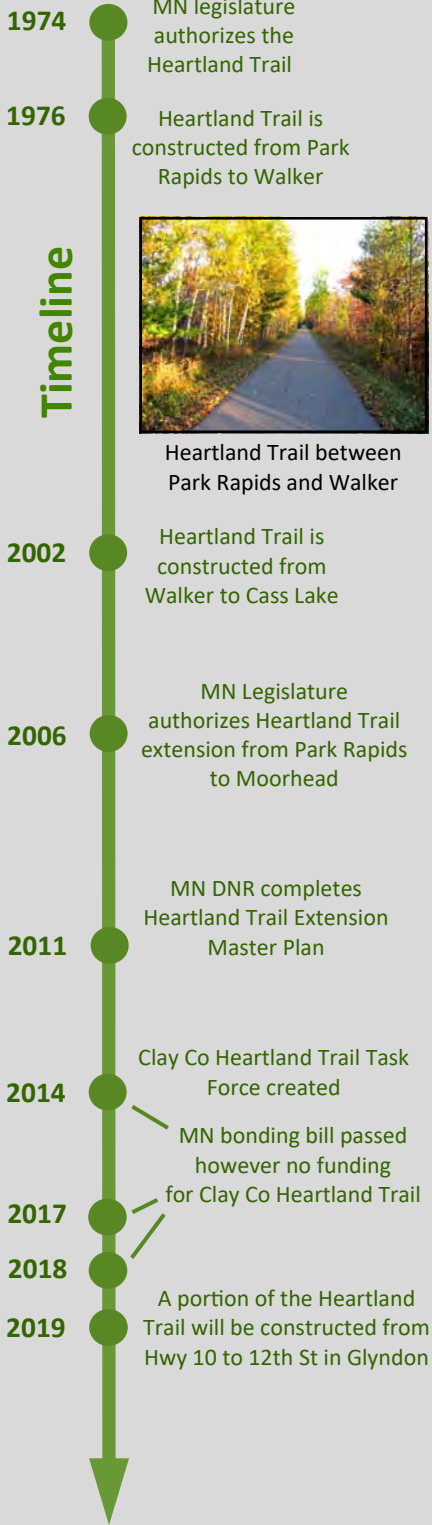 MN legislature
1974
authorizes the
Heartland Trail
1976
Heartland Trail is
constructed from Park
Rapids to Walker
Timeline
Heartland Trail between
Park Rapids and Walker
2002
Heartland Trail is
constructed from
Walker to Cass Lake
2006
MN Legislature
authorizes Heartland Trail
extension from Park Rapids
to Moorhead
2011
MN DNR completes
Heartland Trail Extension
Master Plan
2014
Clay Co Heartland Trail Task
Force created
MN bonding bill passed
however no funding
for Clay Co Heartland Trail
2017
2018
2019
A portion of the Heartland
Trail will be constructed from
Hwy 10 to 12th St in Glyndon